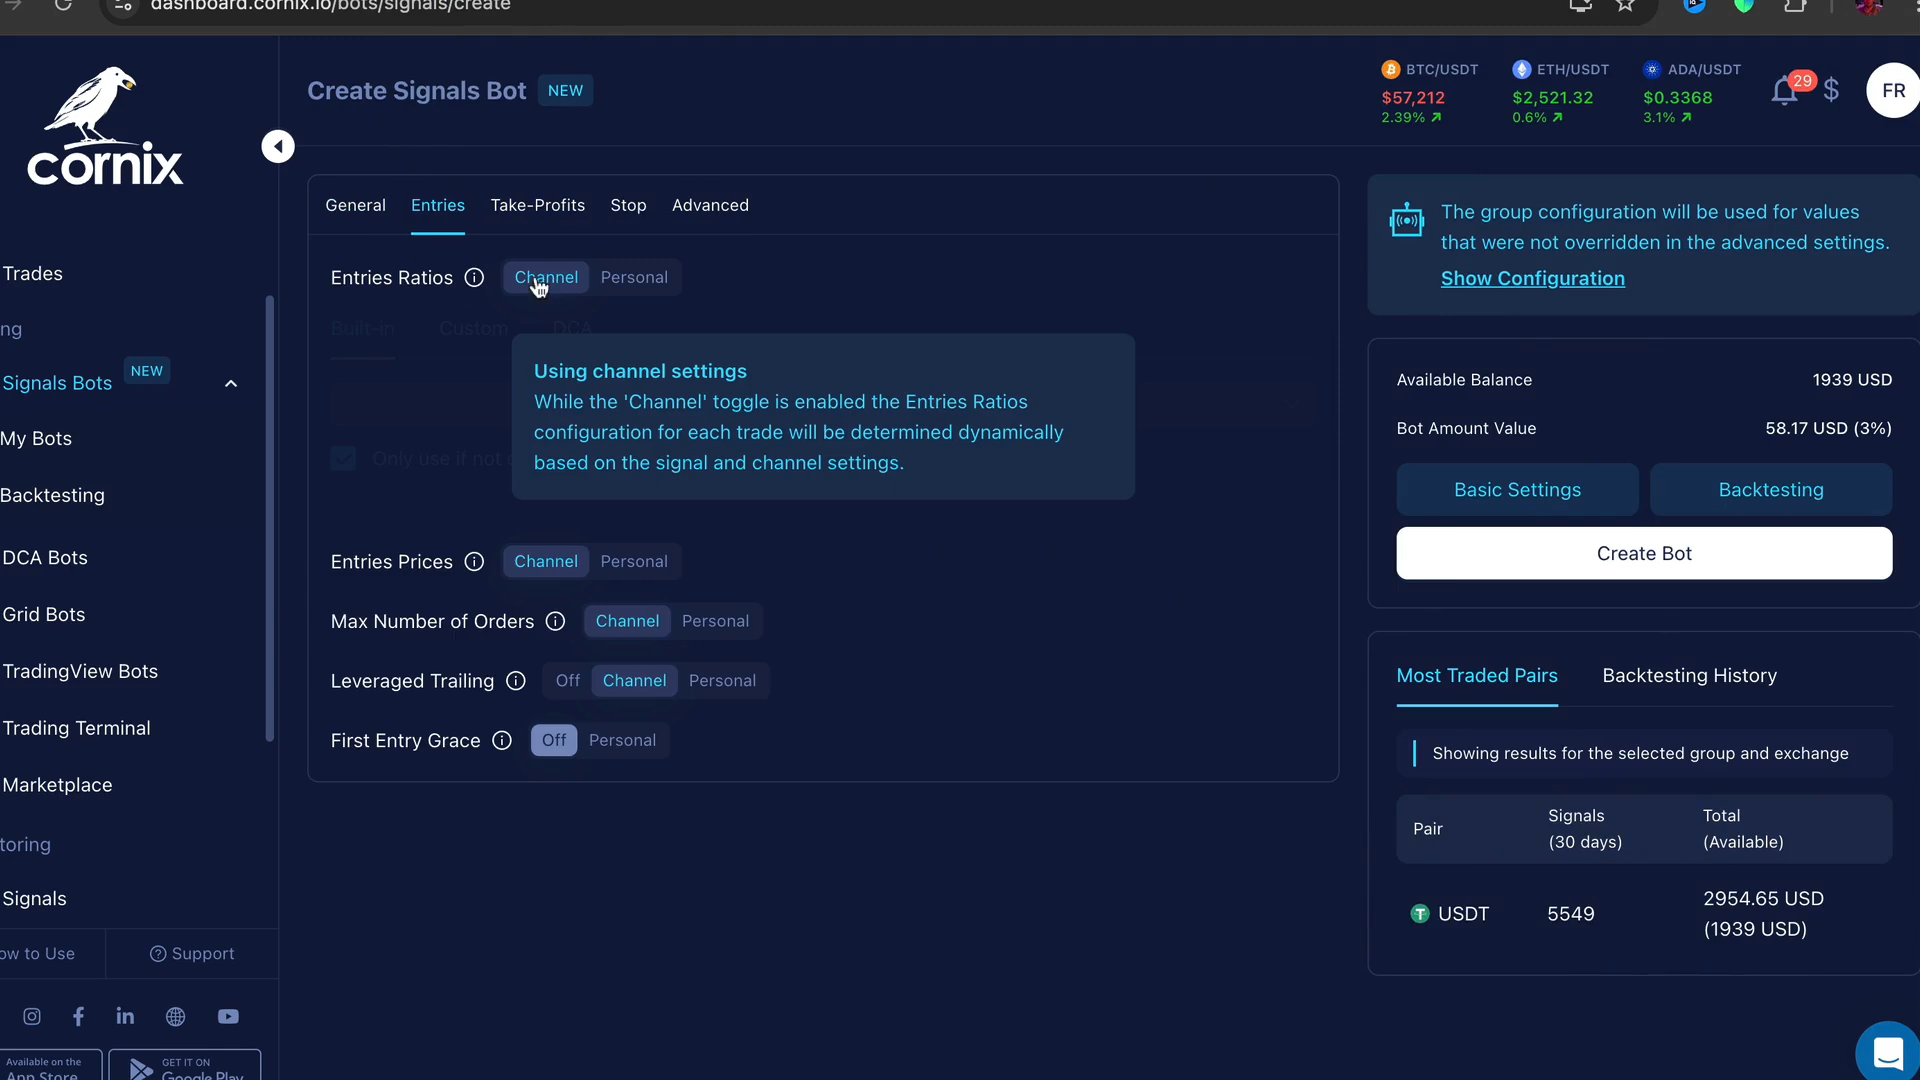 dashboard.cornix.io/bots/signals/create
cornix
Create Signals Bot NEW
BTC/USDT
$57,212
2.39%
ETH/USDT
$2,521.32
0.6%
ADA/USDT
$0.3368
3.1%
29
$
FR
Trades
ng
Signals Bots NEW
My Bots
Backtesting
DCA Bots
Grid Bots
TradingView Bots
Trading Terminal
Marketplace
toring
Signals
ow to Use
Support
Available on the
App Store
GET IT ON
Google Play
General Entries Take-Profits Stop Advanced
Entries Ratios Channel Personal
Built-in Custom DCA
Using channel settings
While the 'Channel' toggle is enabled the Entries Ratios
configuration for each trade will be determined dynamically
based on the signal and channel settings.
Only use if not
Entries Prices Channel Personal
Max Number of Orders Channel Personal
Leveraged Trailing Off Channel Personal
First Entry Grace Off Personal
The group configuration will be used for values
that were not overridden in the advanced settings.
Show Configuration
Available Balance 1939 USD
Bot Amount Value 58.17 USD (3%)
Basic Settings Backtesting
Create Bot
Most Traded Pairs Backtesting History
Showing results for the selected group and exchange
Pair
Signals
(30 days)
Total
(Available)
USDT
5549
2954.65 USD
(1939 USD)